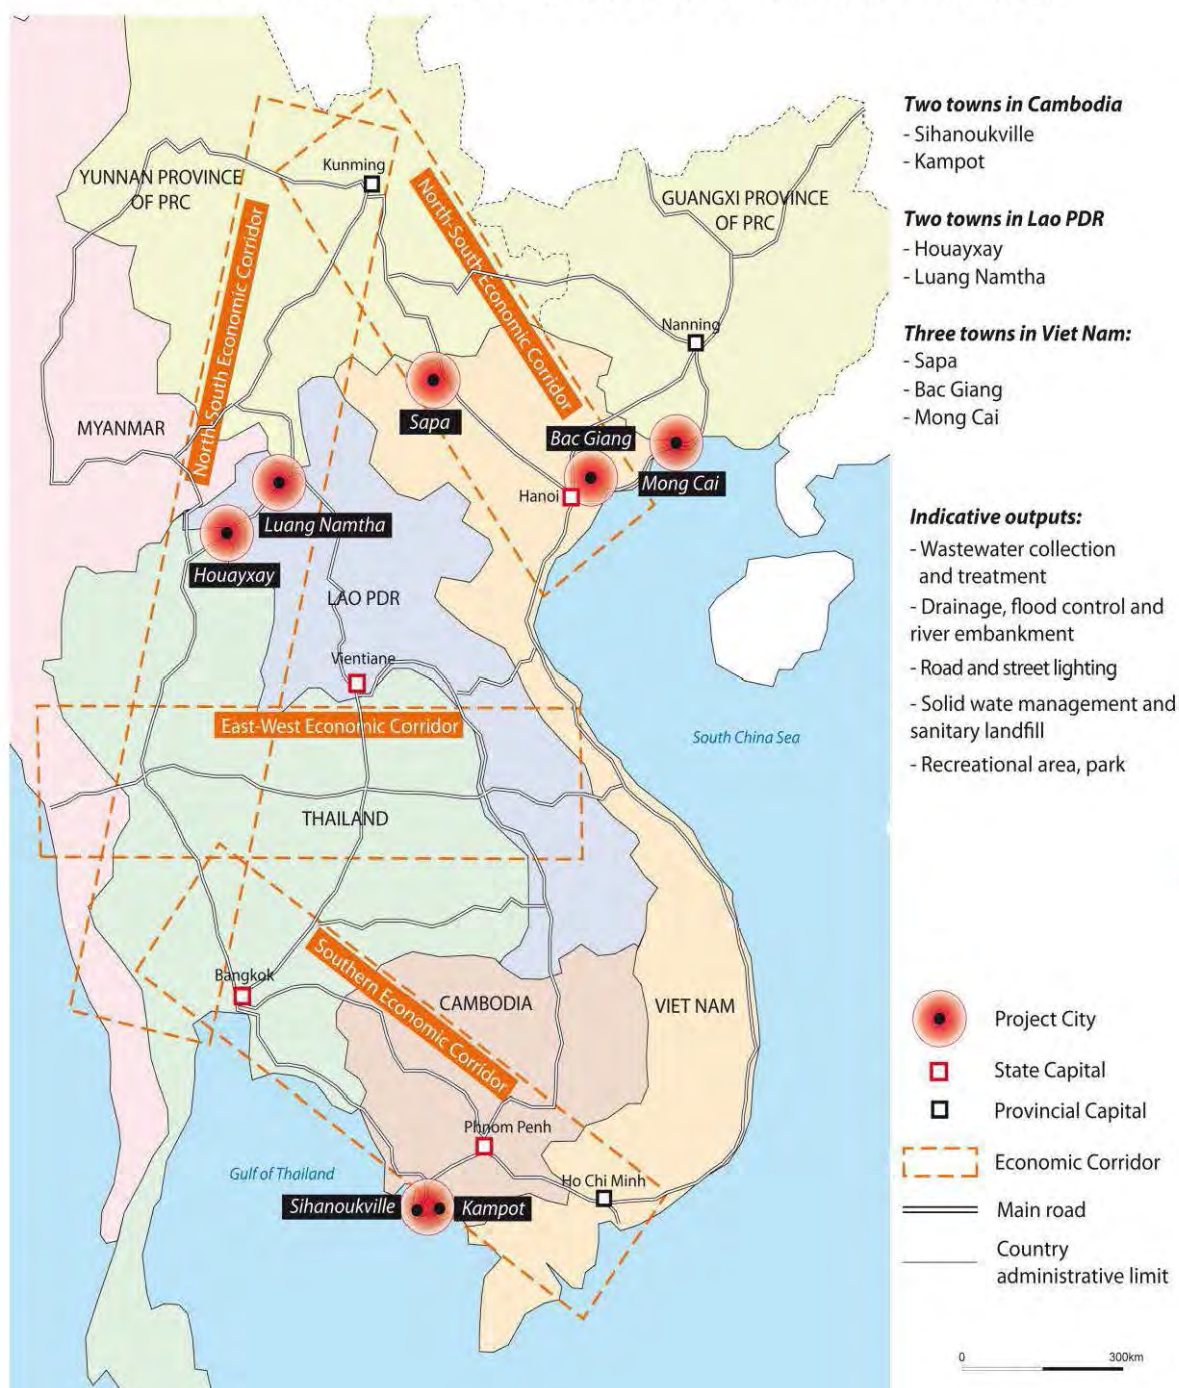 Two towns in Cambodia
- Sihanoukville
- Kampot
Two towns in Lao PDR
- Houayxay
- Luang Namtha
Three towns in Viet Nam:
- Sapa
- Bac Giang
- Mong Cai
Indicative outputs:
- Wastewater collection
and treatment
- Drainage, flood control and
river embankment
- Road and street lighting
- Solid wate management and
sanitary landfill
- Recreational area, park
Project City
State Capital
Provincial Capital
Economic Corridor
Main road
Country
administrative limit
0 300km
YUNNAN PROVINCE
OF PRC
Kunming
GUANGXI PROVINCE
OF PRC
North-South Economic Corridor
North-South Economic Corridor
Nanning
MYANMAR
Sapa
Bac Giang
Mong Cai
Hanoi
Luang Namtha
Houayxay
LAO PDR
Vientiane
East-West Economic Corridor
South China Sea
THAILAND
Southern Economic Corridor
Bangkok
CAMBODIA
VIET NAM
Phnom Penh
Gulf of Thailand
Ho Chi Minh
Sihanoukville
Kampot